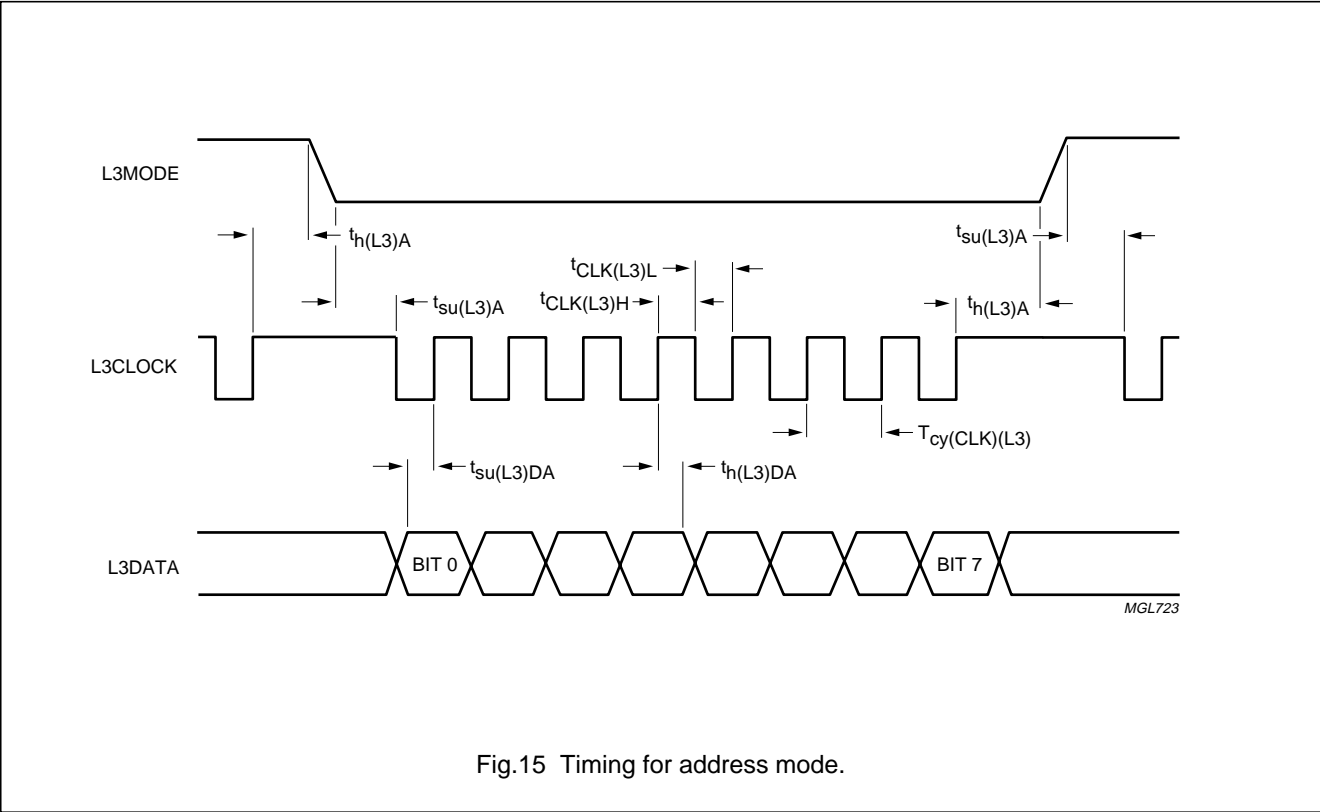 L3MODE
th(L3)A
tsu(L3)A
tCLK(L3)L
tsu(L3)A
tCLK(L3)H
th(L3)A
L3CLOCK
Tcy(CLK)(L3)
tsu(L3)DA
th(L3)DA
L3DATA
BIT 0
BIT 7
MGL723
Fig.15 Timing for address mode.